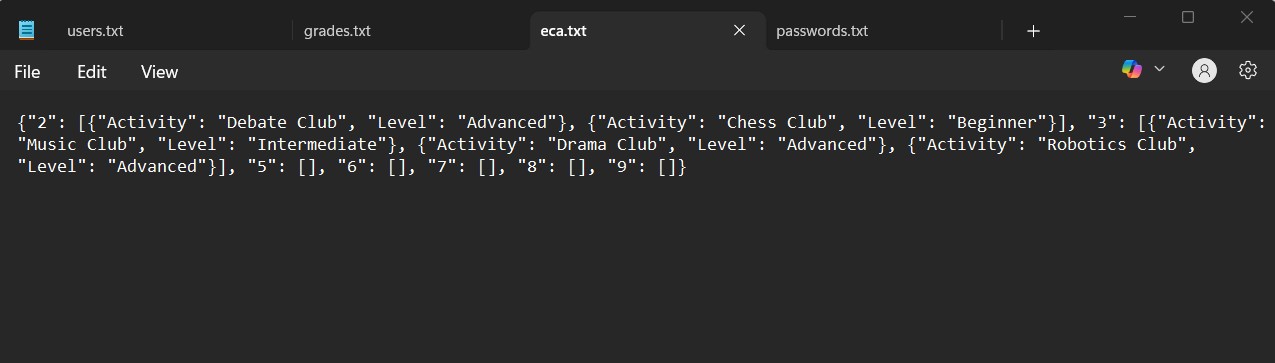 users.txt
grades.txt
eca.txt
passwords.txt
File
Edit
View
{"2": [{"Activity": "Debate Club", "Level": "Advanced"}, {"Activity": "Chess Club", "Level": "Beginner"}], "3": [{"Activity":
"Music Club", "Level": "Intermediate"}, {"Activity": "Drama Club", "Level": "Advanced"}, {"Activity": "Robotics Club",
"Level": "Advanced"}], "5": [], "6": [], "7": [], "8": [], "9": []}